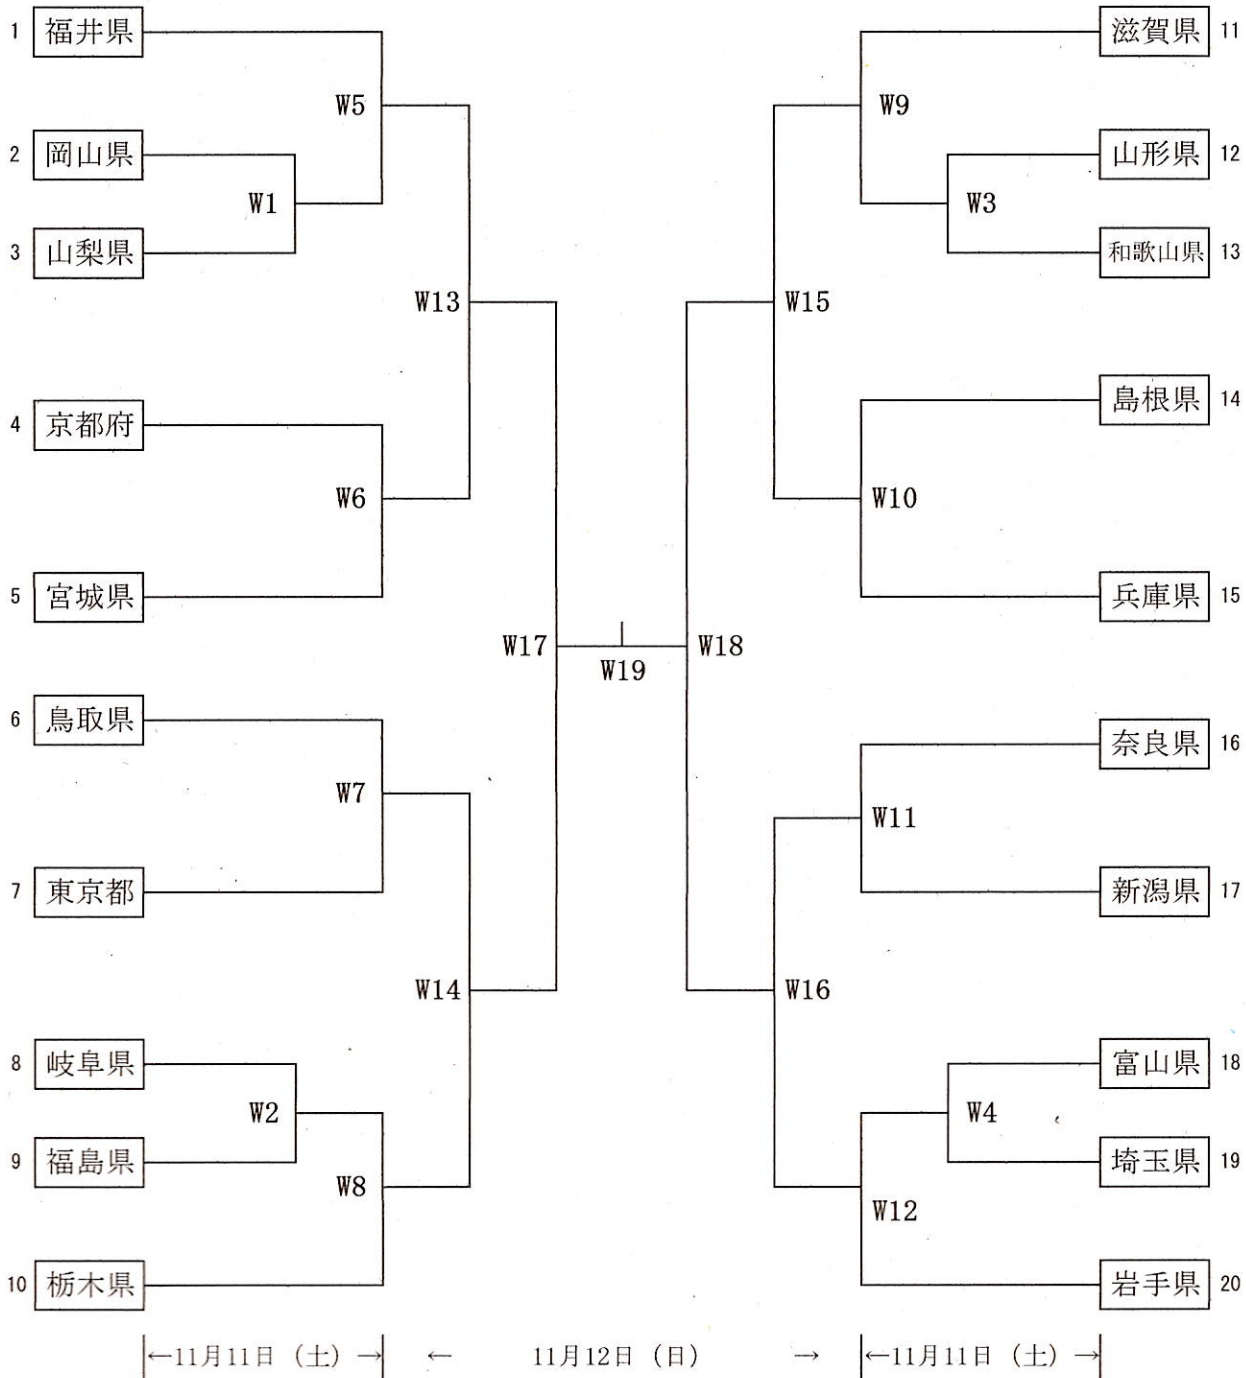 1 福井県
W5
2 岡山県
W1
3 山梨県
W13
4 京都府
W6
5 宮城県
W17
6 鳥取県
W7
7 東京都
W14
8 岐阜県
W2
9 福島県
W8
10 栃木県
W19
滋賀県 11
W9
山形県 12
W3
和歌山県 13
W15
島根県 14
W10
兵庫県 15
W18
奈良県 16
W11
新潟県 17
W16
富山県 18
W4
埼玉県 19
W12
岩手県 20
←11月11日（土）→ ← 11月12日（日） → ←11月11日（土）→